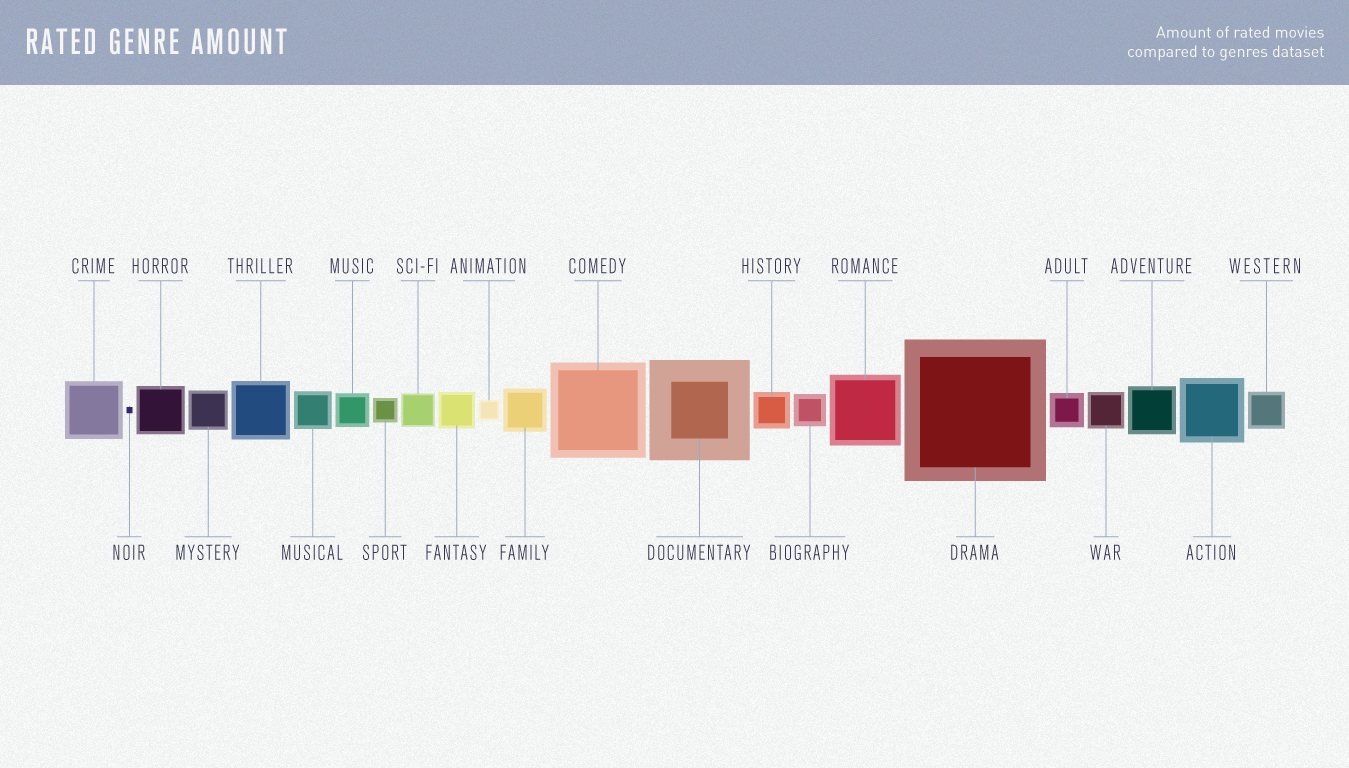 RATED GENRE AMOUNT
Amount of rated movies
compared to genres dataset
CRIME HORROR THRILLER MUSIC SCI-FI ANIMATION COMEDY HISTORY ROMANCE ADULT ADVENTURE WESTERN
NOIR MYSTERY MUSICAL SPORT FANTASY FAMILY DOCUMENTARY BIOGRAPHY DRAMA WAR ACTION